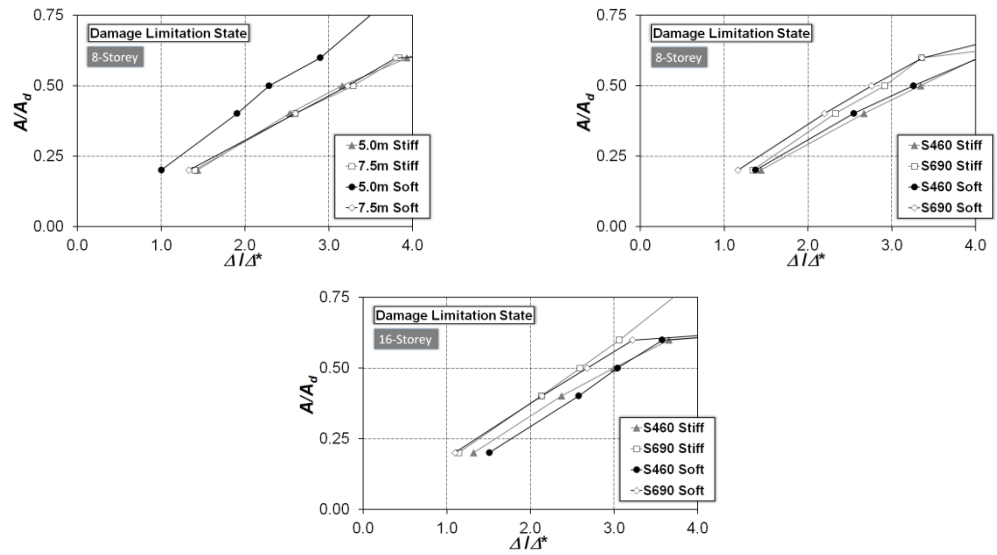 0.75
0.50
0.25
0.00
A/A_d
Damage Limitation State
8-Storey
5.0m Stiff
7.5m Stiff
5.0m Soft
7.5m Soft
0.0 1.0 2.0 3.0 4.0
Δ/Δ*
0.75
0.50
0.25
0.00
A/A_d
Damage Limitation State
8-Storey
S460 Stiff
S690 Stiff
S460 Soft
S690 Soft
0.0 1.0 2.0 3.0 4.0
Δ/Δ*
0.75
0.50
0.25
0.00
A/A_d
Damage Limitation State
16-Storey
S460 Stiff
S690 Stiff
S460 Soft
S690 Soft
0.0 1.0 2.0 3.0 4.0
Δ/Δ*